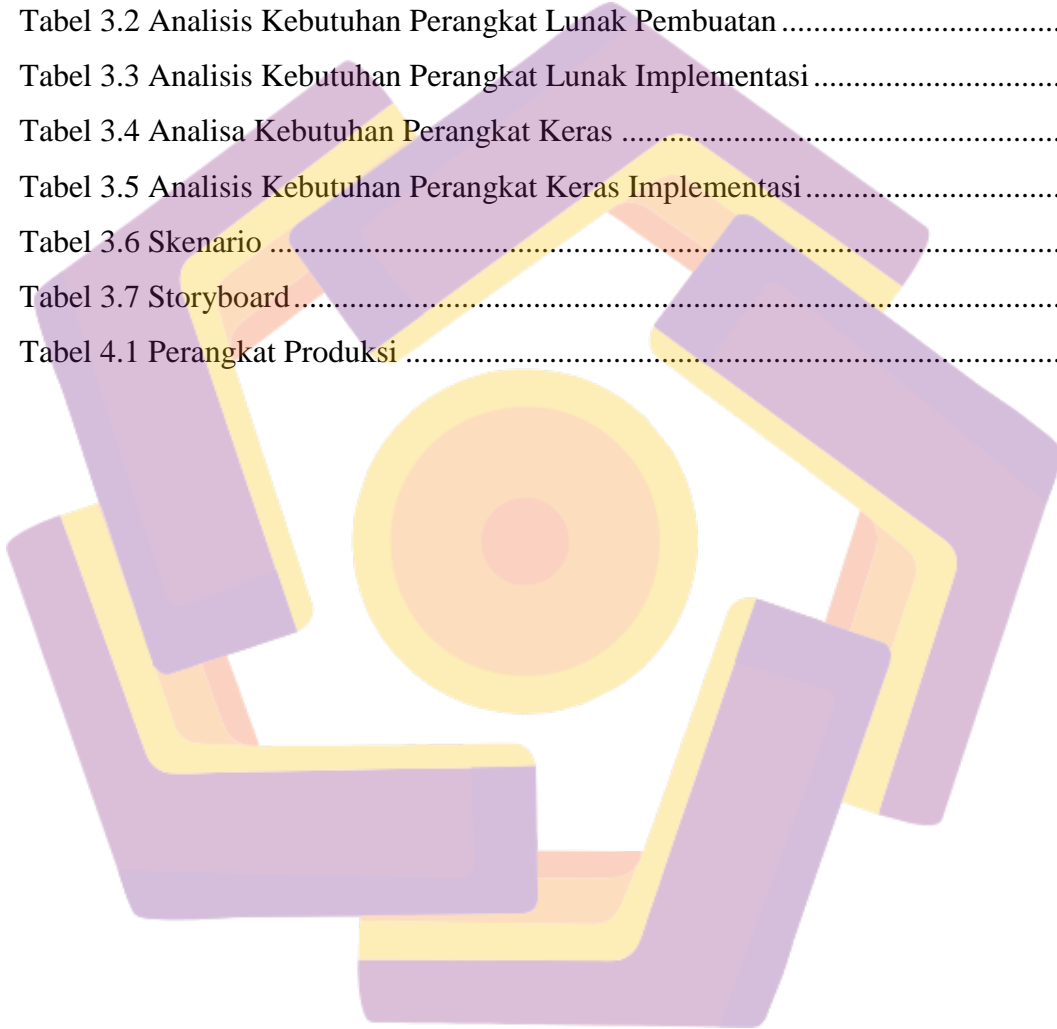 Tabel 3.2 Analisis Kebutuhan Perangkat Lunak Pembuatan ..............................
Tabel 3.3 Analisis Kebutuhan Perangkat Lunak Implementasi ..........................
Tabel 3.4 Analisa Kebutuhan Perangkat Keras ..............................................
Tabel 3.5 Analisis Kebutuhan Perangkat Keras Implementasi ...........................
Tabel 3.6 Skenario ...................................................................................
Tabel 3.7 Storyboard ................................................................................
Tabel 4.1 Perangkat Produksi ....................................................................